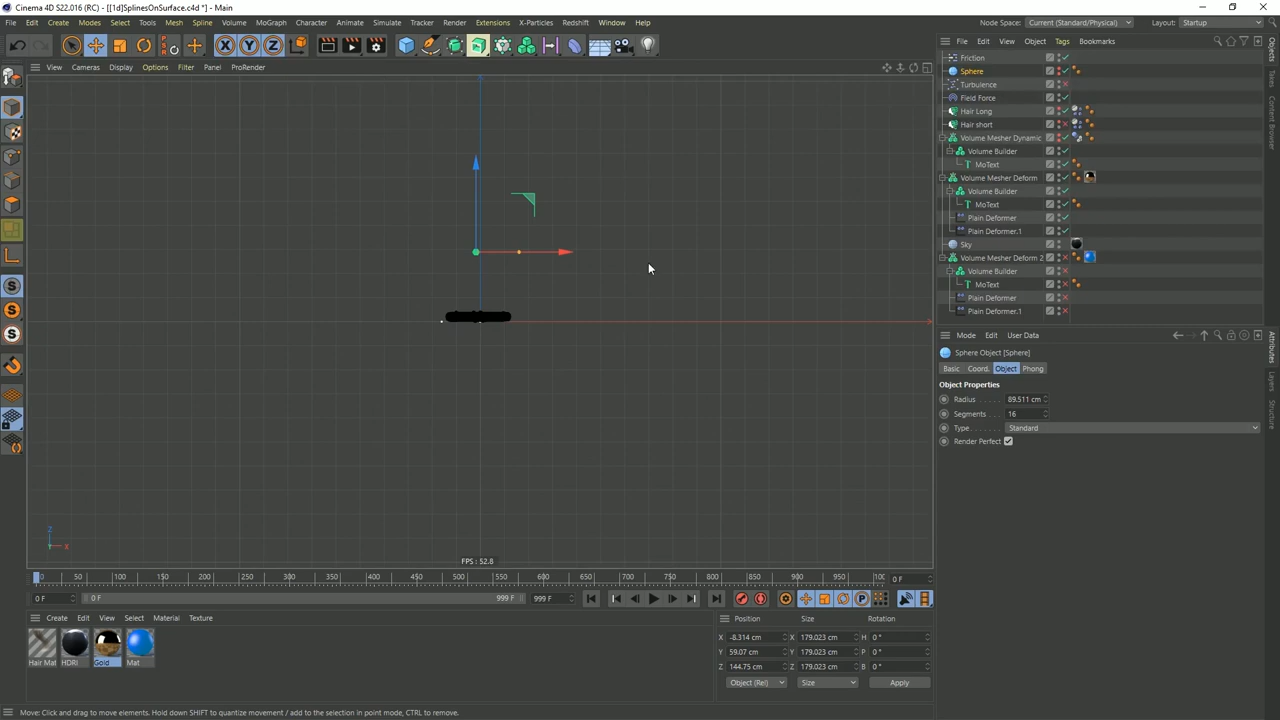 Cinema 4D S22.016 (RC) - [[1d]SplinesOnSurface.c4d *] - Main
File Edit Create Modes Select Tools Mesh Spline Volume MoGraph Character Animate Simulate Tracker Render Extensions X-Particles Redshift Window Help
Node Space: Current (Standard/Physical) Layout: Startup
X Y Z
File Edit View Object Tags Bookmarks
View Cameras Display Options Filter Panel ProRender
Friction
Sphere
Turbulence
Field Force
Hair Long
Hair short
Volume Mesher Dynamic
Volume Builder
MoText
Volume Mesher Deform
Volume Builder
MoText
Plain Deformer
Plain Deformer.1
Sky
Volume Mesher Deform 2
Volume Builder
MoText
Plain Deformer
Plain Deformer.1
Objects
Takes
Content Browser
Mode Edit User Data
Sphere Object [Sphere]
Basic Coord. Object Phong
Object Properties
Radius 89.511 cm
Segments 16
Type Standard
Render Perfect
Attributes
Layers
Structure
Z
X
FPS : 52.8
0 50 100 150 200 250 300 350 400 450 500 550 600 650 700 750 800 850 900 950 100 0 F
0 F 0 F 999 F 999 F
Create Edit View Select Material Texture
Hair Mat HDRI Gold Mat
Position Size Rotation
X -8.314 cm X 179.023 cm H 0 °
Y 59.07 cm Y 179.023 cm P 0 °
Z 144.75 cm Z 179.023 cm B 0 °
Object (Rel) Size Apply
Move: Click and drag to move elements. Hold down SHIFT to quantize movement / add to the selection in point mode, CTRL to remove.